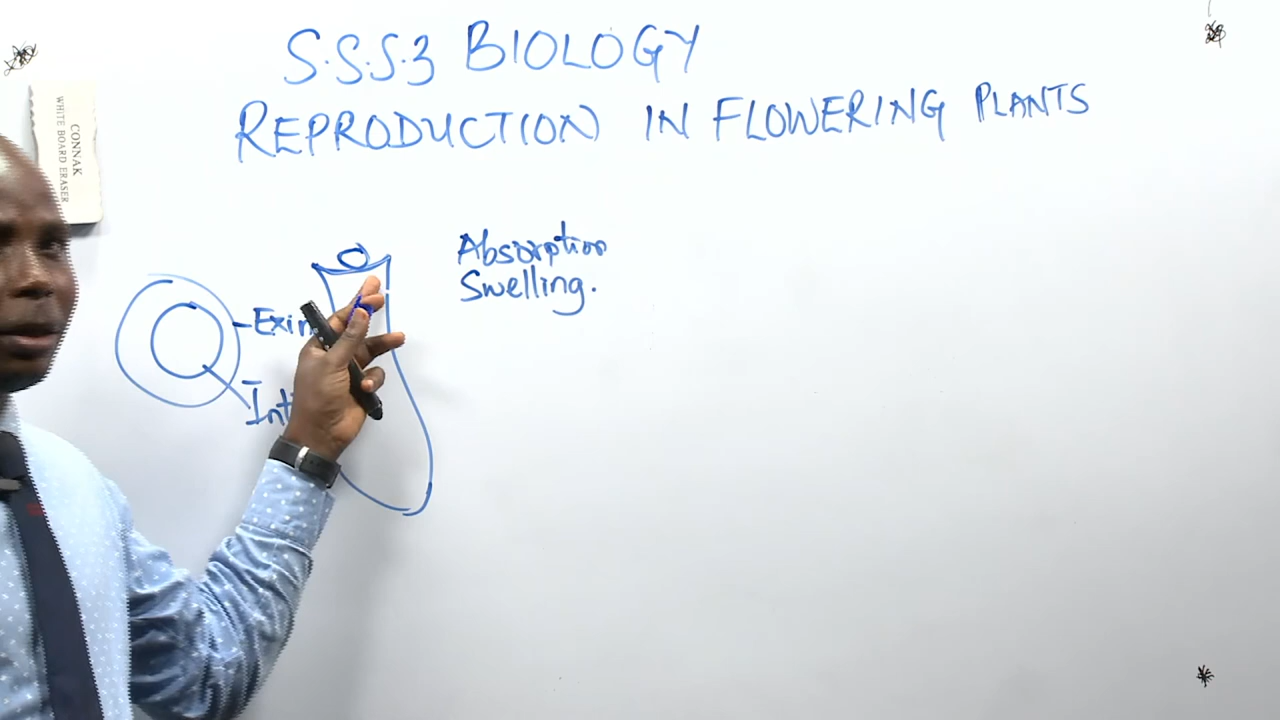 S.S.S.3 BIOLOGY
REPRODUCTION IN FLOWERING PLANTS
CONNAK
WHITE BOARD ERASER
Absorption
Swelling.